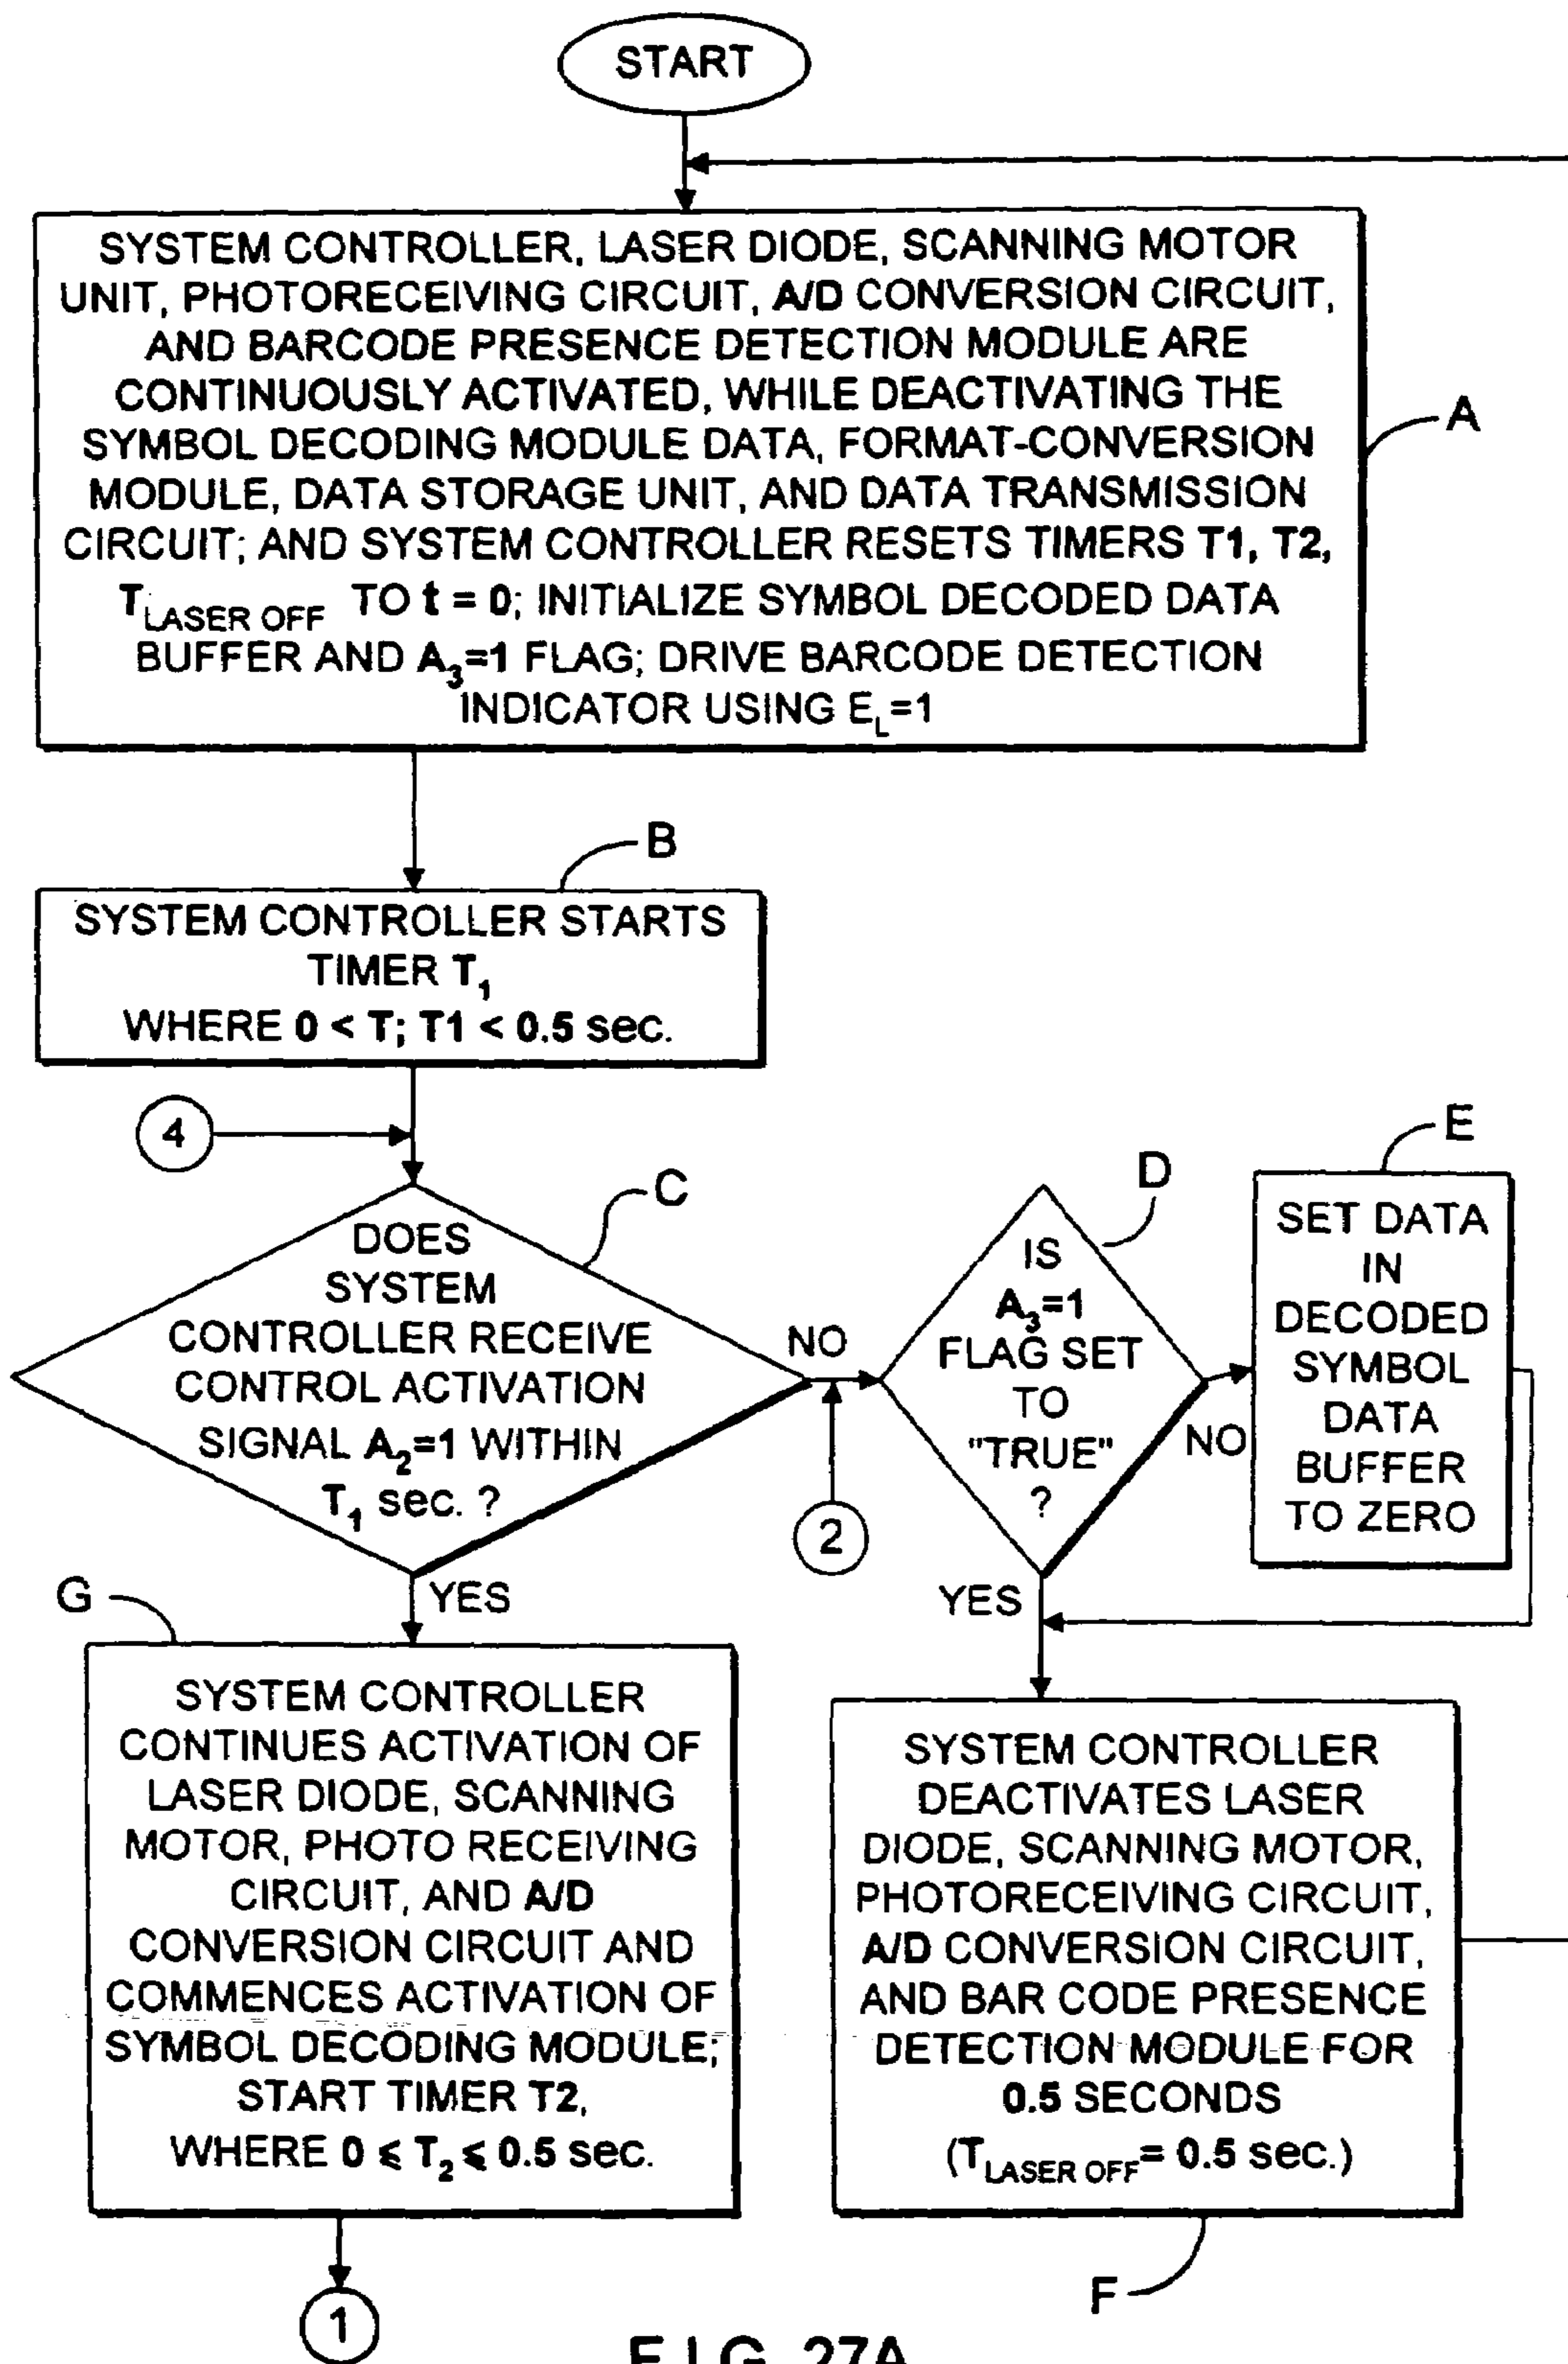 START
SYSTEM CONTROLLER, LASER DIODE, SCANNING MOTOR
UNIT, PHOTORECEIVING CIRCUIT, A/D CONVERSION CIRCUIT,
AND BARCODE PRESENCE DETECTION MODULE ARE
CONTINUOUSLY ACTIVATED, WHILE DEACTIVATING THE
SYMBOL DECODING MODULE DATA, FORMAT-CONVERSION
MODULE, DATA STORAGE UNIT, AND DATA TRANSMISSION
CIRCUIT; AND SYSTEM CONTROLLER RESETS TIMERS T1, T2,
T LASER OFF TO t = 0; INITIALIZE SYMBOL DECODED DATA
BUFFER AND A3=1 FLAG; DRIVE BARCODE DETECTION
INDICATOR USING EL=1
A
B
SYSTEM CONTROLLER STARTS
TIMER T1
WHERE 0 < T; T1 < 0.5 sec.
4
C
DOES
SYSTEM
CONTROLLER RECEIVE
CONTROL ACTIVATION
SIGNAL A2=1 WITHIN
T1 sec. ?
NO
2
D
IS
A3=1
FLAG SET
TO
"TRUE"
?
NO
E
SET DATA
IN
DECODED
SYMBOL
DATA
BUFFER
TO ZERO
YES
YES
G
SYSTEM CONTROLLER
CONTINUES ACTIVATION OF
LASER DIODE, SCANNING
MOTOR, PHOTO RECEIVING
CIRCUIT, AND A/D
CONVERSION CIRCUIT AND
COMMENCES ACTIVATION OF
SYMBOL DECODING MODULE;
START TIMER T2,
WHERE 0 ⩽ T2 ⩽ 0.5 sec.
1
SYSTEM CONTROLLER
DEACTIVATES LASER
DIODE, SCANNING MOTOR,
PHOTORECEIVING CIRCUIT,
A/D CONVERSION CIRCUIT,
AND BAR CODE PRESENCE
DETECTION MODULE FOR
0.5 SECONDS
(T LASER OFF= 0.5 sec.)
F
FIG. 27A